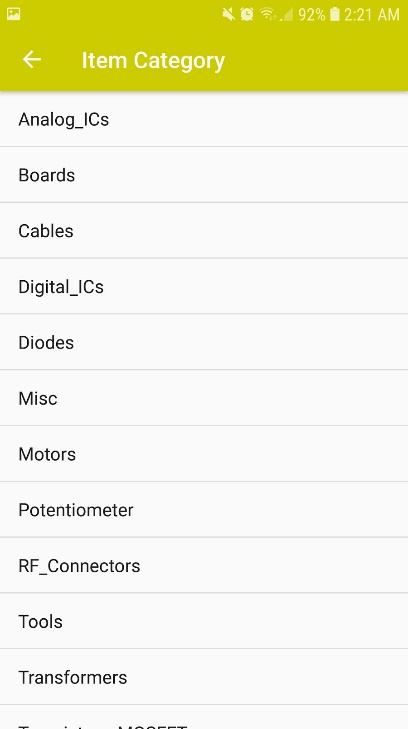 92% 2:21 AM
Item Category
Analog_ICs
Boards
Cables
Digital_ICs
Diodes
Misc
Motors
Potentiometer
RF_Connectors
Tools
Transformers